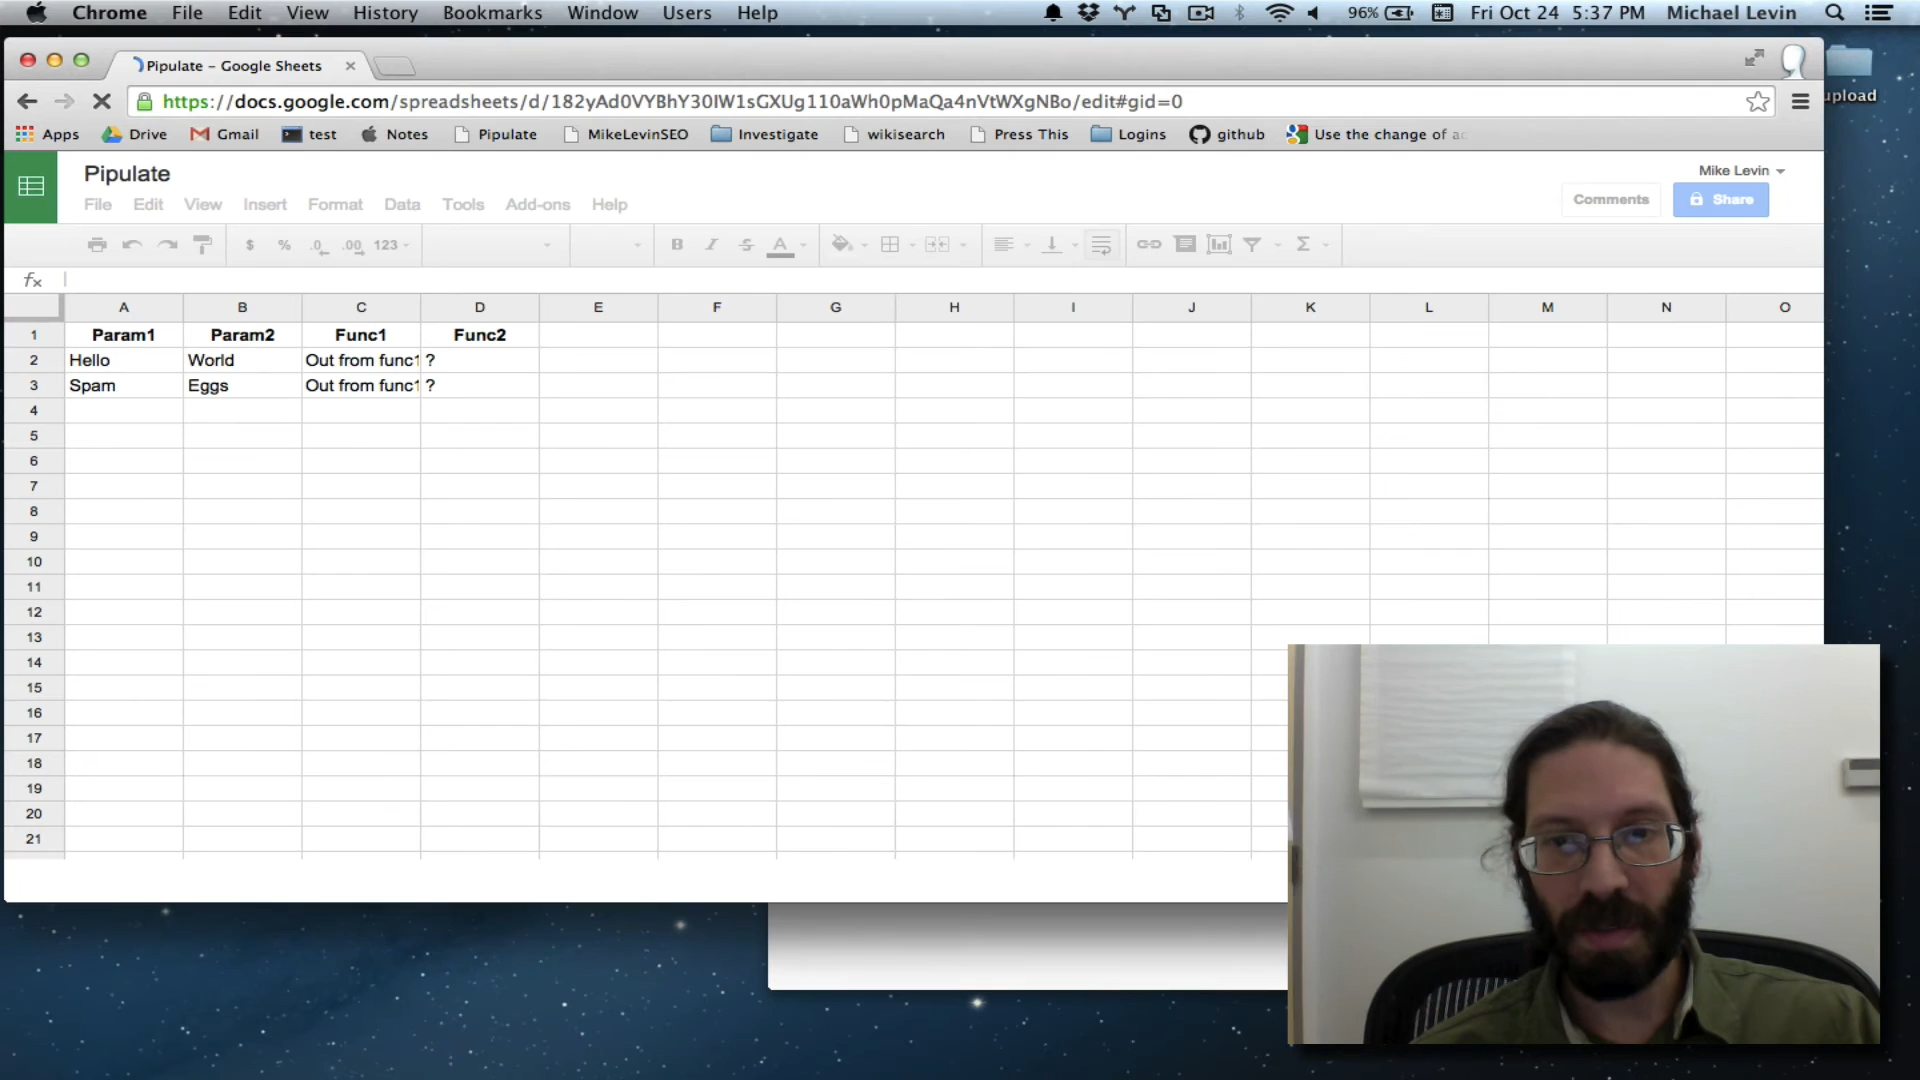 Chrome File Edit View History Bookmarks Window Users Help 96% Fri Oct 24 5:37 PM Michael Levin
Pipulate – Google Sheets
https://docs.google.com/spreadsheets/d/182yAd0VYBhY30IW1sGXUg110aWh0pMaQa4nVtWXgNBo/edit#gid=0
upload
Apps Drive Gmail test Notes Pipulate MikeLevinSEO Investigate wikisearch Press This Logins github Use the change of ac
Pipulate
Mike Levin
File Edit View Insert Format Data Tools Add-ons Help
Comments Share
$ % .0 .00 123 B I S A Σ
fx
A B C D E F G H I J K L M N O
1 Param1 Param2 Func1 Func2
2 Hello World Out from func1 ?
3 Spam Eggs Out from func1 ?
4
5
6
7
8
9
10
11
12
13
14
15
16
17
18
19
20
21